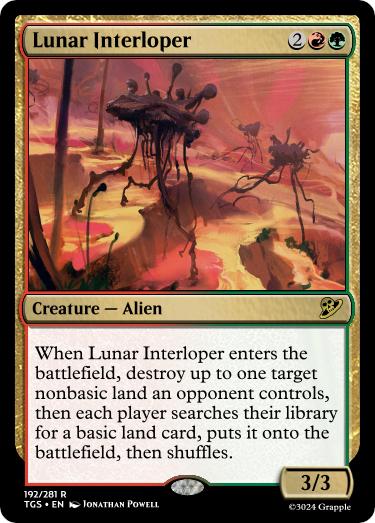 Lunar Interloper 2
Creature — Alien
When Lunar Interloper enters the
battlefield, destroy up to one target
nonbasic land an opponent controls,
then each player searches their library
for a basic land card, puts it onto the
battlefield, then shuffles.
3/3
192/281 R
TGS • EN Jonathan Powell
©3024 Grapple